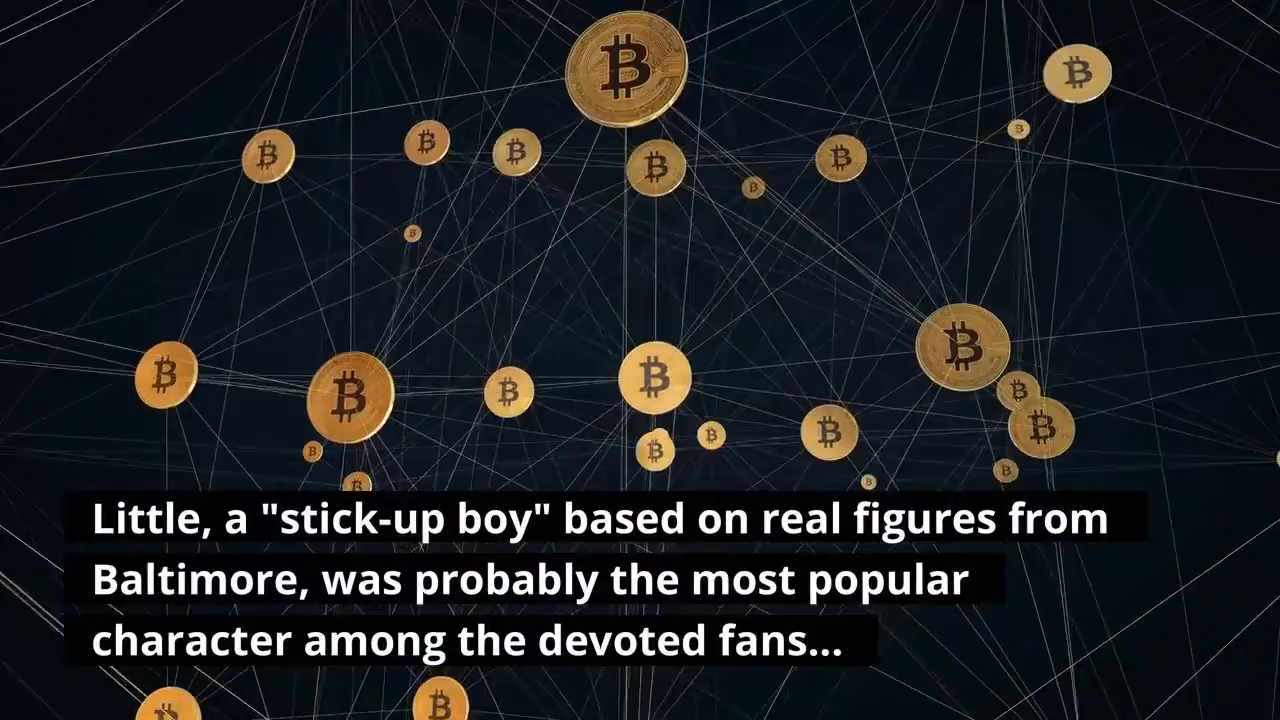 Little, a "stick-up boy" based on real figures from
Baltimore, was probably the most popular
character among the devoted fans...